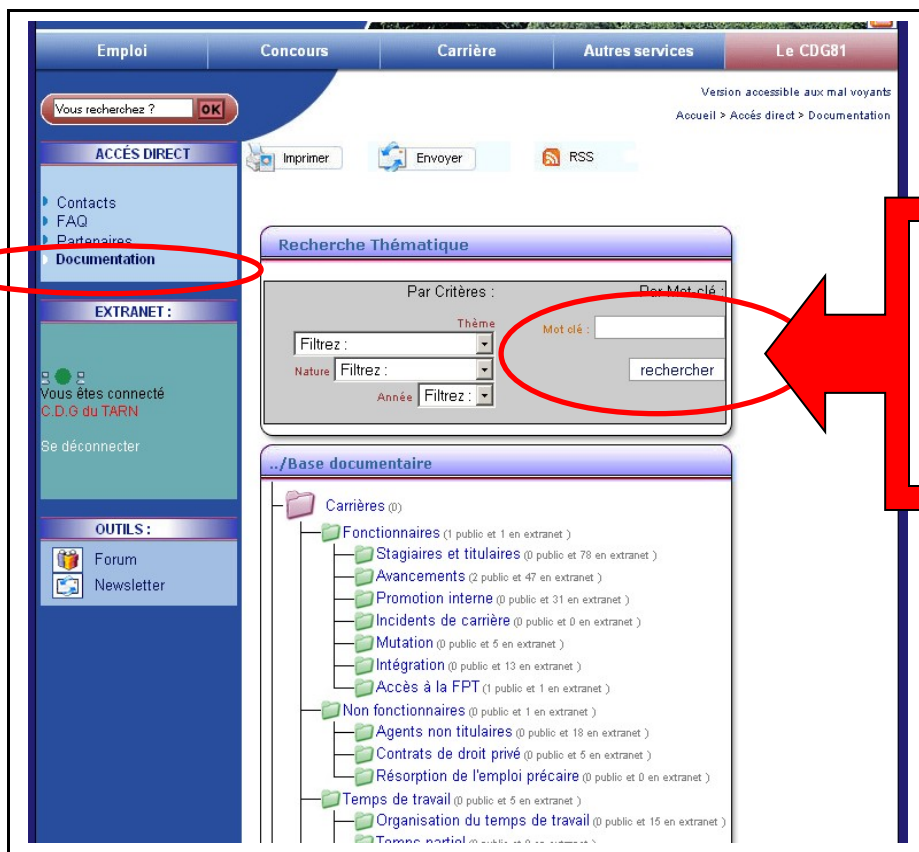 Emploi Concours Carrière Autres services Le CDG81
Version accessible aux mal voyants
Accueil > Accés direct > Documentation
Vous recherchez ? OK
ACCÉS DIRECT
Contacts
FAQ
Partenaires
Documentation
EXTRANET :
Vous êtes connecté
C.D.G du TARN
Se déconnecter
OUTILS :
Forum
Newsletter
Imprimer Envoyer RSS
Recherche Thématique
Par Critères : Par Mot-clé :
Thème
Filtrez :
Nature Filtrez :
Année Filtrez :
Mot clé :
rechercher
../Base documentaire
Carrières (0)
Fonctionnaires (1 public et 1 en extranet )
Stagiaires et titulaires (0 public et 78 en extranet )
Avancements (2 public et 47 en extranet )
Promotion interne (0 public et 31 en extranet )
Incidents de carrière (0 public et 0 en extranet )
Mutation (0 public et 5 en extranet )
Intégration (0 public et 13 en extranet )
Accès à la FPT (1 public et 1 en extranet )
Non fonctionnaires (0 public et 1 en extranet )
Agents non titulaires (0 public et 18 en extranet )
Contrats de droit privé (0 public et 5 en extranet )
Résorption de l'emploi précaire (0 public et 0 en extranet )
Temps de travail (0 public et 5 en extranet )
Organisation du temps de travail (0 public et 15 en extranet )
Temps partiel